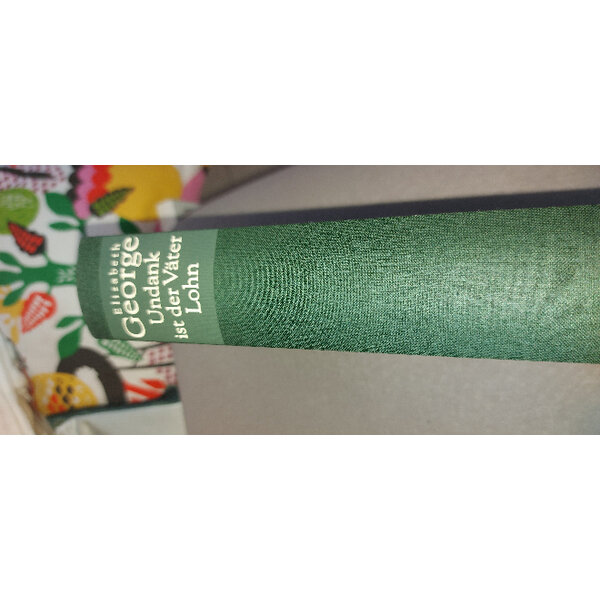 Elizabeth
George
Undank
ist der Väter
Lohn